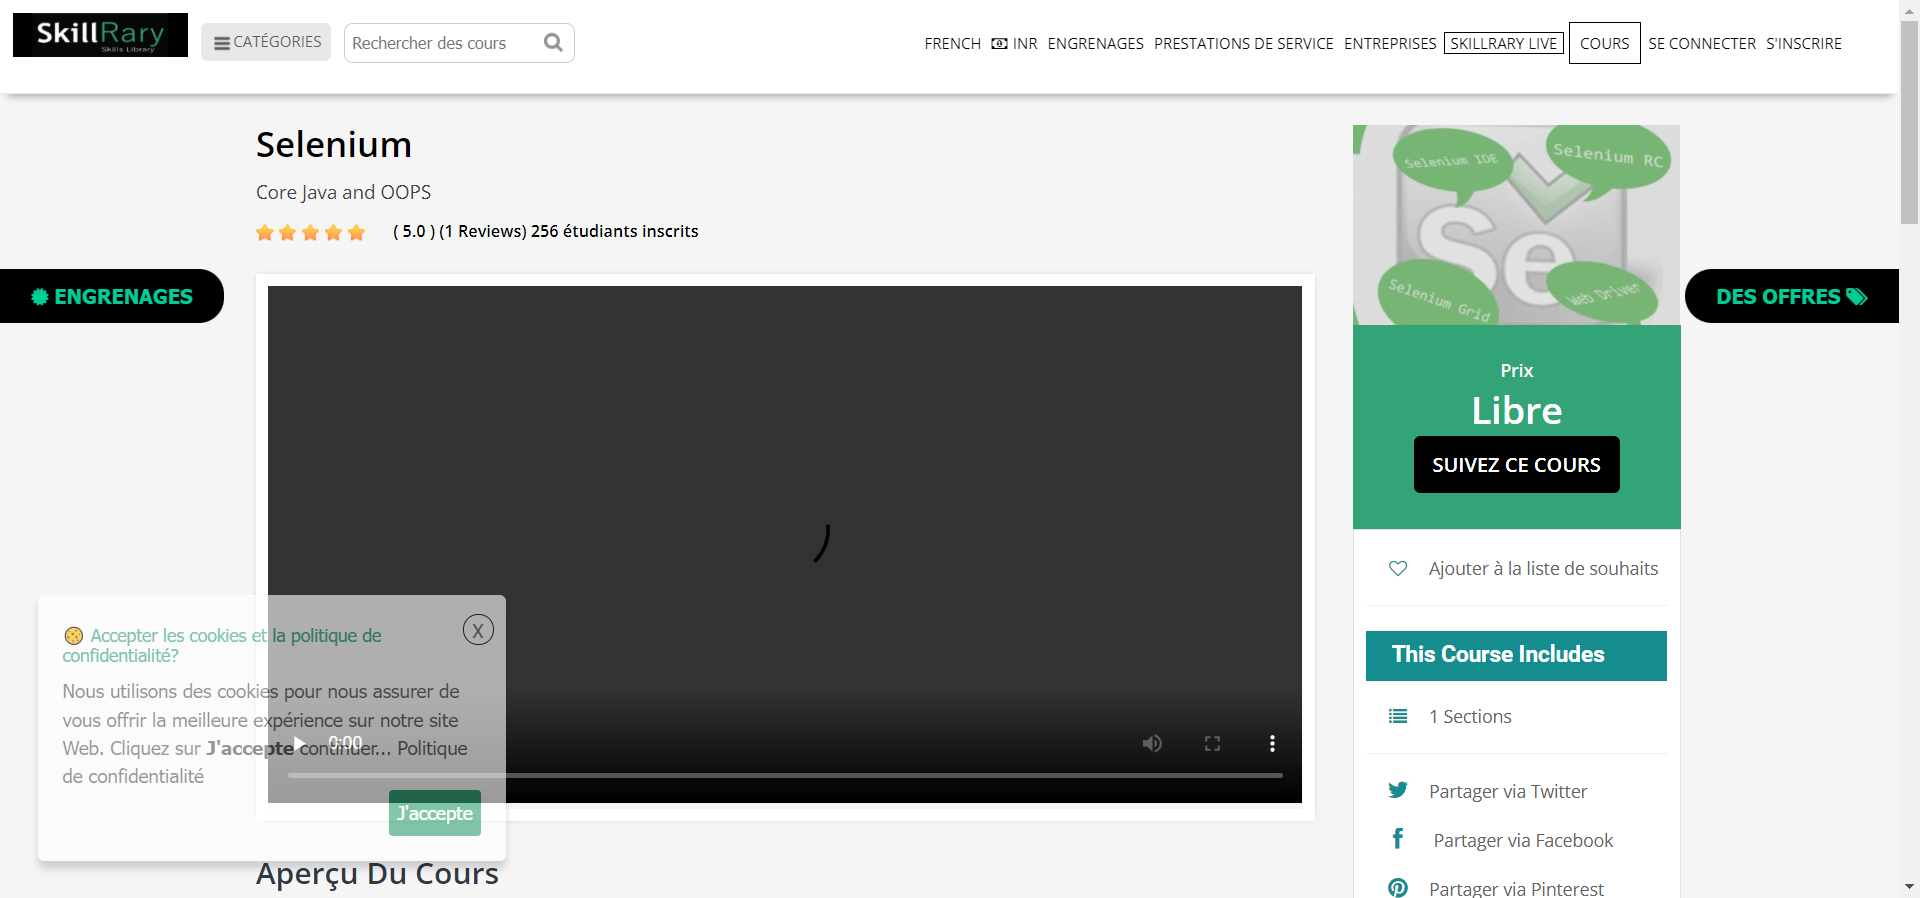 SkillRary
Skills Library
CATÉGORIES
Rechercher des cours
FRENCH INR ENGRENAGES PRESTATIONS DE SERVICE ENTREPRISES SKILLRARY LIVE COURS SE CONNECTER S'INSCRIRE
Selenium
Core Java and OOPS
( 5.0 ) (1 Reviews) 256 étudiants inscrits
ENGRENAGES
Selenium IDE
Selenium RC
Se
Selenium Grid
Web Driver
DES OFFRES
Prix
Libre
SUIVEZ CE COURS
Ajouter à la liste de souhaits
This Course Includes
1 Sections
Partager via Twitter
Partager via Facebook
Partager via Pinterest
Accepter les cookies et la politique de
confidentialité?
X
Nous utilisons des cookies pour nous assurer de
vous offrir la meilleure expérience sur notre site
Web. Cliquez sur J'accepte continuer... Politique
de confidentialité
0:00
J'accepte
Aperçu Du Cours